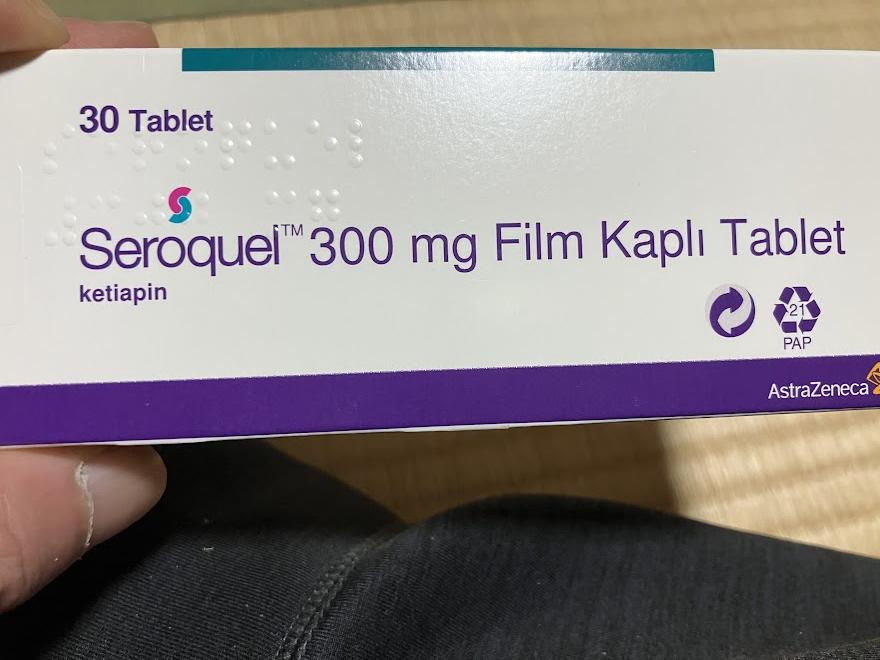 30 Tablet
Seroquel™ 300 mg Film Kaplı Tablet
ketiapin
21
PAP
AstraZeneca